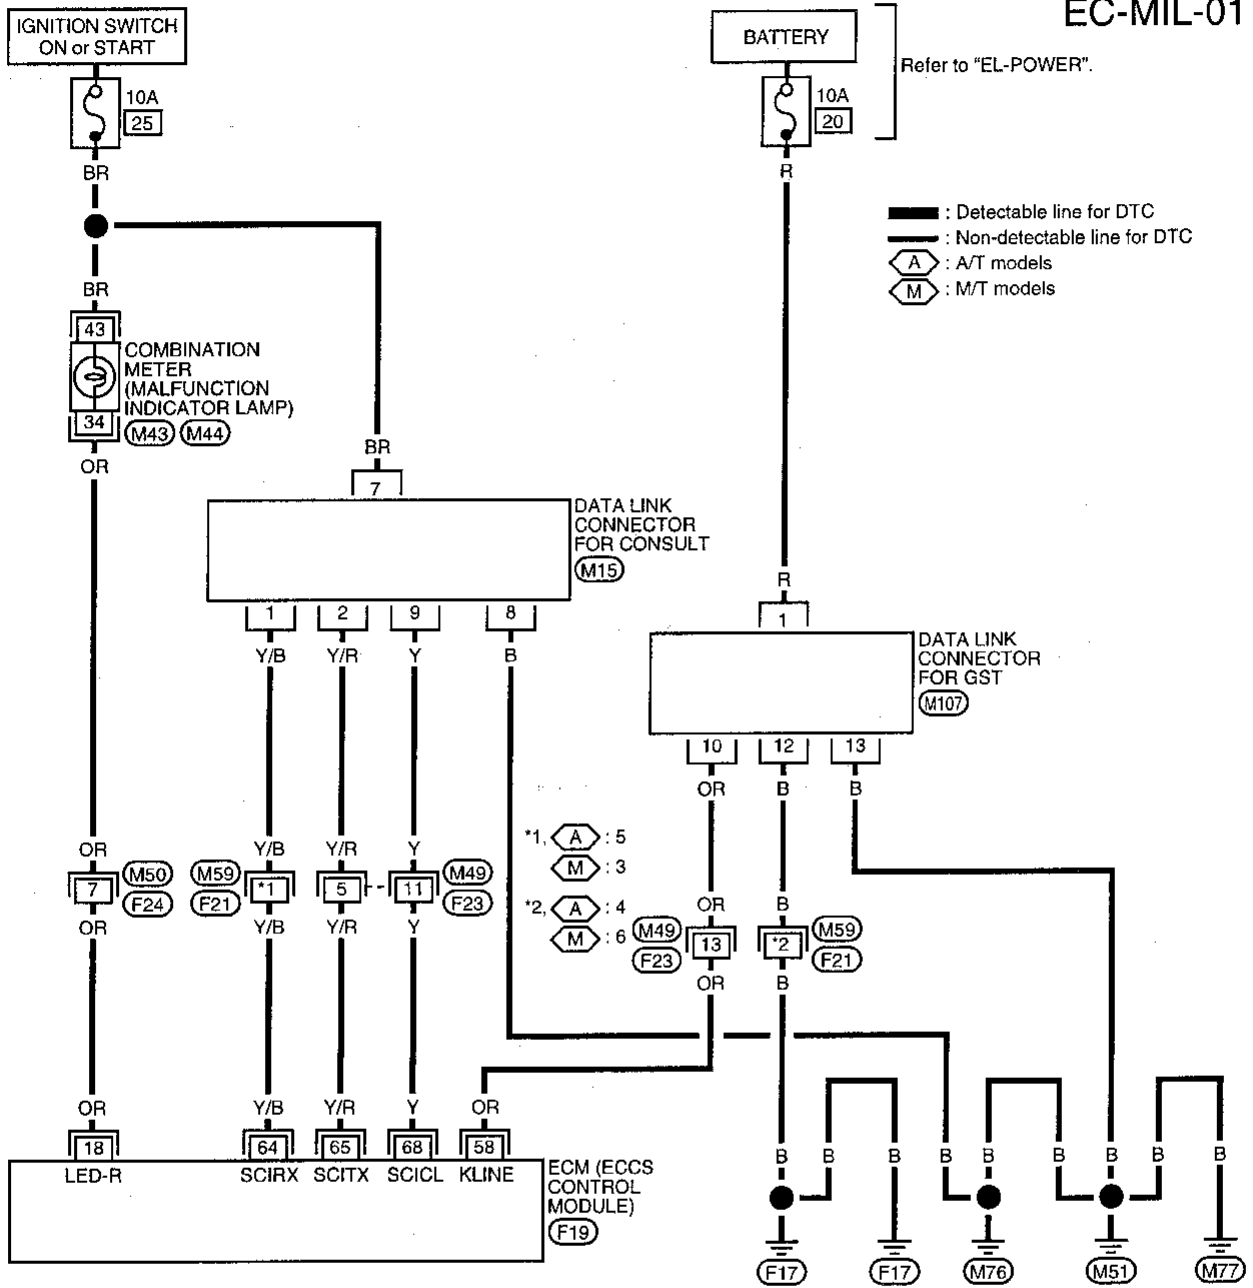 EC-MIL-01
IGNITION SWITCH
ON or START
BATTERY
Refer to "EL-POWER".
10A
25
10A
20
BR
R
: Detectable line for DTC
: Non-detectable line for DTC
A : A/T models
M : M/T models
BR
43
COMBINATION
METER
(MALFUNCTION
INDICATOR LAMP)
34
M43 M44
OR
BR
7
DATA LINK
CONNECTOR
FOR CONSULT
M15
R
1
1 2 9 8
Y/B Y/R Y B
DATA LINK
CONNECTOR
FOR GST
M107
10 12 13
OR B B
*1, A : 5
M : 3
*2, A : 4
M : 6
OR Y/B Y/R Y
7 M50 F24
M59 F21 *1
5 11 M49 F23
OR Y/B Y/R Y
OR B
M49 F23 13
*2 M59 F21
OR B
OR Y/B Y/R Y OR
18 64 65 68 58
LED-R SCIRX SCITX SCICL KLINE
ECM (ECCS
CONTROL
MODULE)
F19
B B B B B B B B B
F17 F17 M76 M51 M77